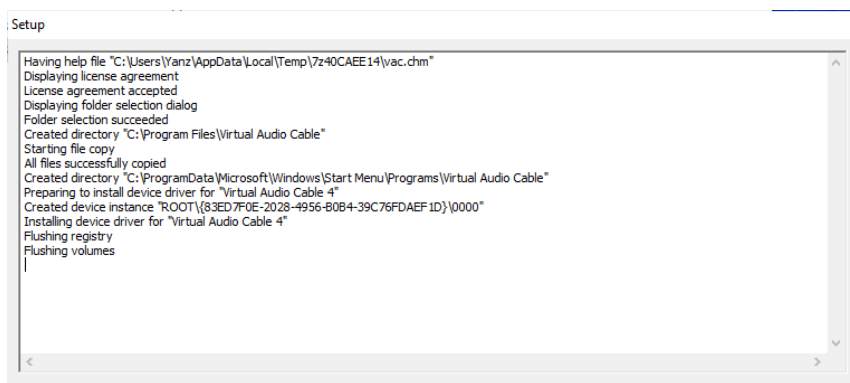 Setup
Having help file "C:\Users\Yanz\AppData\Local\Temp\7z40CAEE14\vac.chm"
Displaying license agreement
License agreement accepted
Displaying folder selection dialog
Folder selection succeeded
Created directory "C:\Program Files\Virtual Audio Cable"
Starting file copy
All files successfully copied
Created directory "C:\ProgramData\Microsoft\Windows\Start Menu\Programs\Virtual Audio Cable"
Preparing to install device driver for "Virtual Audio Cable 4"
Created device instance "ROOT\{83ED7F0E-2028-4956-B0B4-39C76FDAEF1D}\0000"
Installing device driver for "Virtual Audio Cable 4"
Flushing registry
Flushing volumes